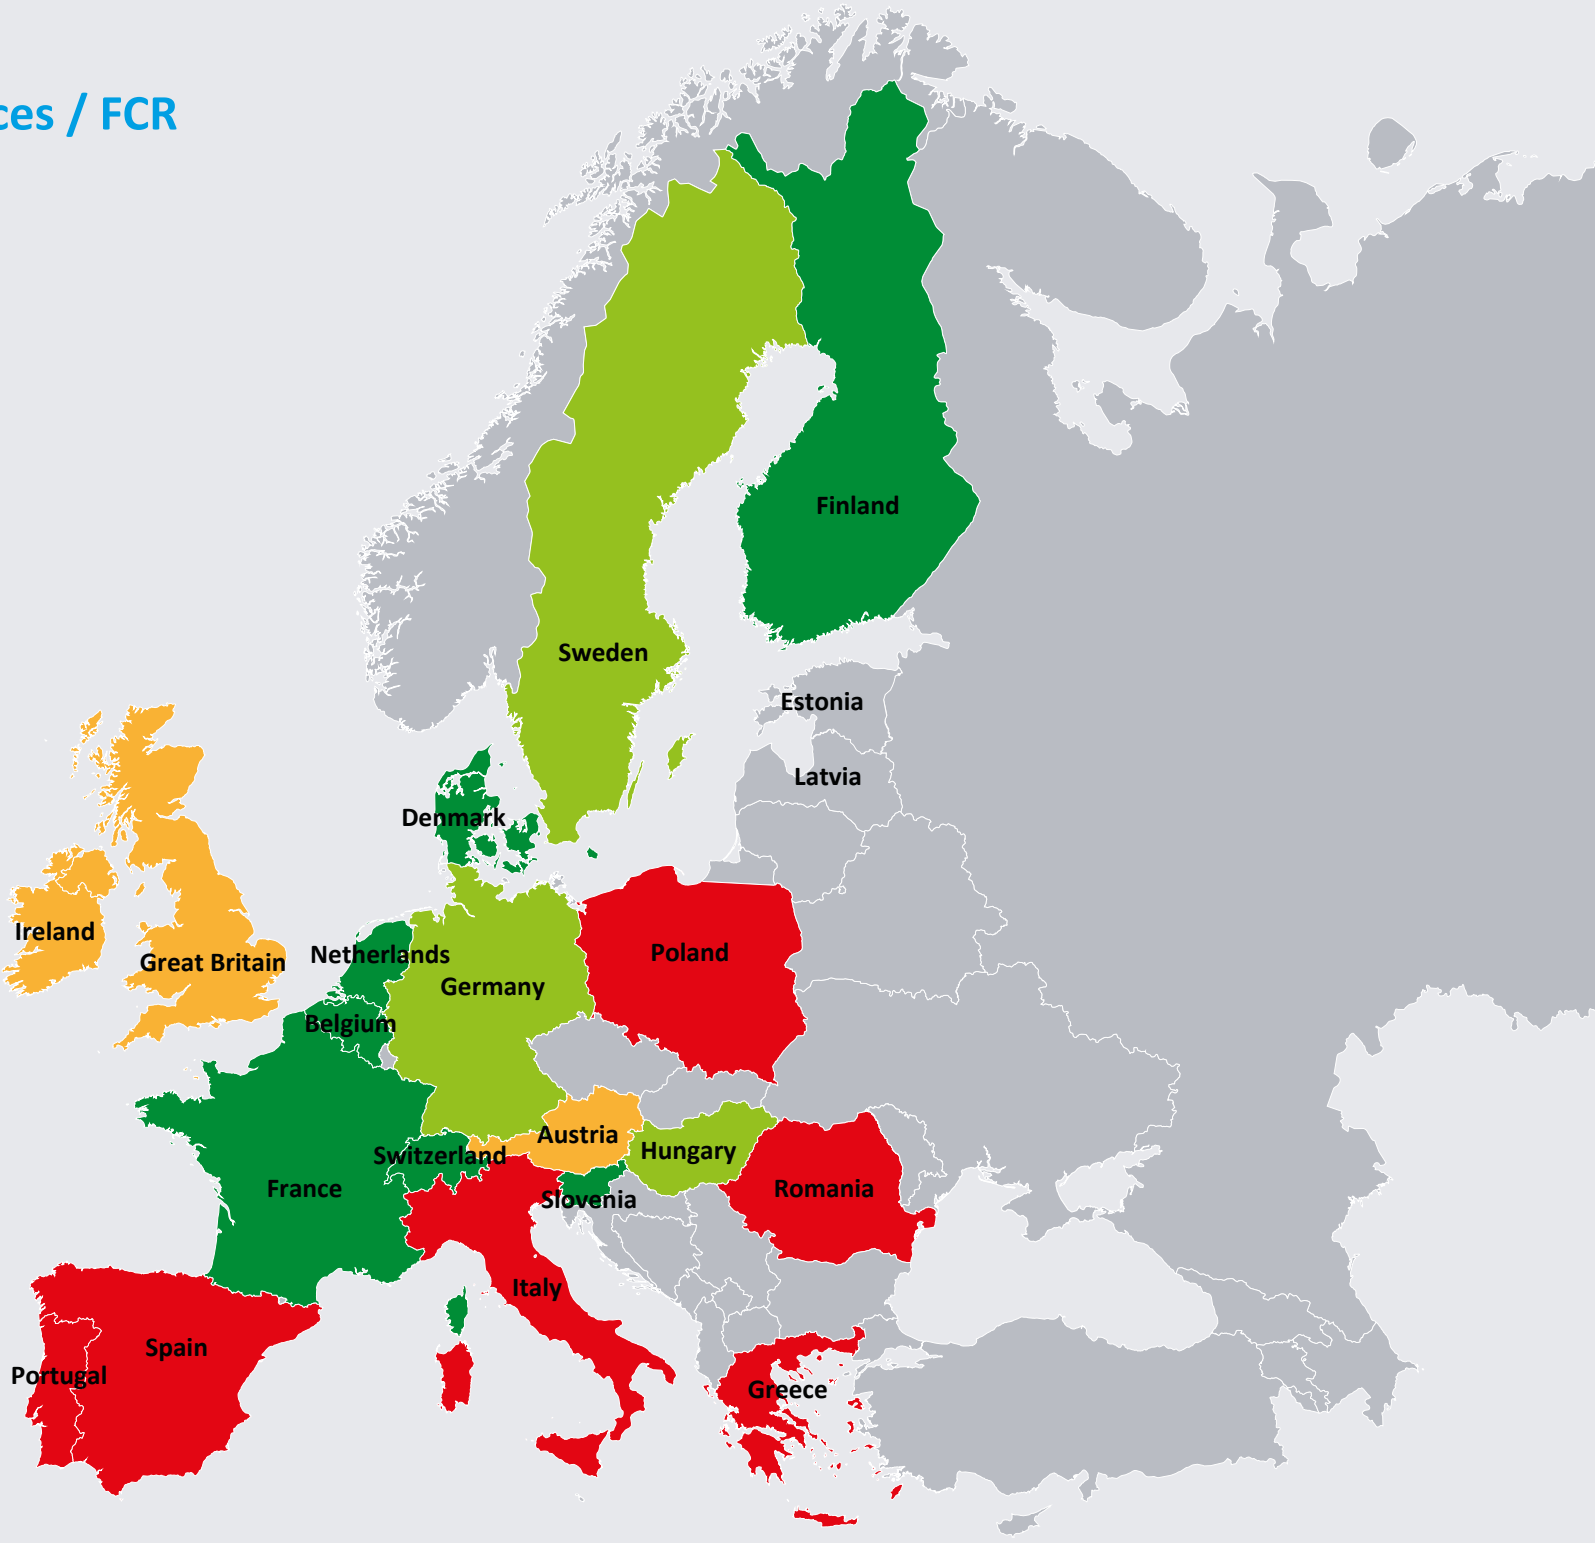 ces / FCR
Finland
Sweden
Estonia
Latvia
Denmark
Ireland
Great Britain
Netherlands
Germany
Poland
Belgium
Austria
Switzerland
Hungary
France
Slovenia
Romania
Italy
Spain
Portugal
Greece